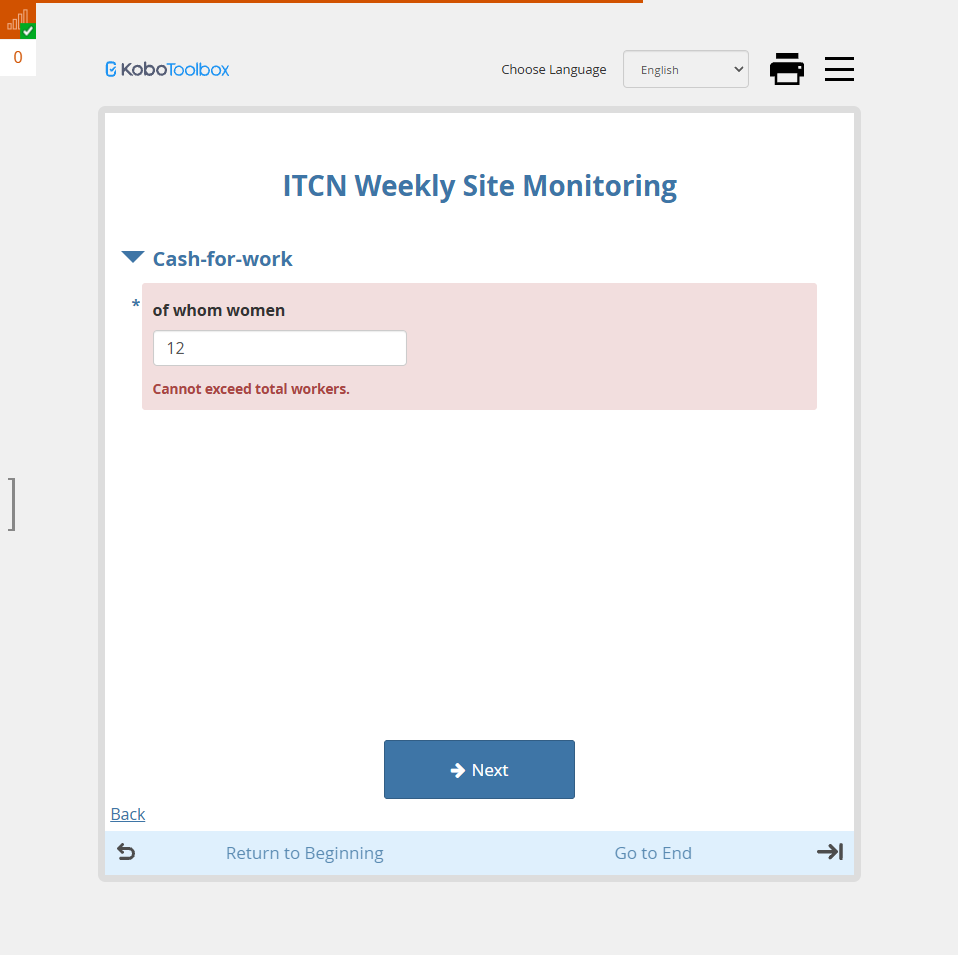 0
KoboToolbox
Choose Language
English
ITCN Weekly Site Monitoring
Cash-for-work
* of whom women
12
Cannot exceed total workers.
Next
Back
Return to Beginning
Go to End